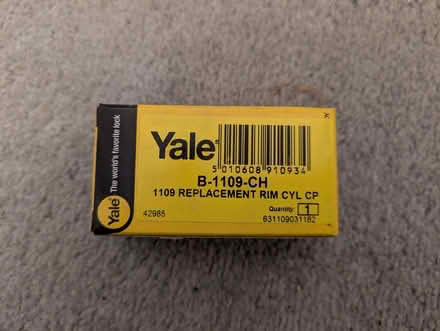 Yale
The world's favorite lock
Yale
5 010608 910934
B-1109-CH
1109 REPLACEMENT RIM CYL CP
Quantity: 1
42985
631109031182